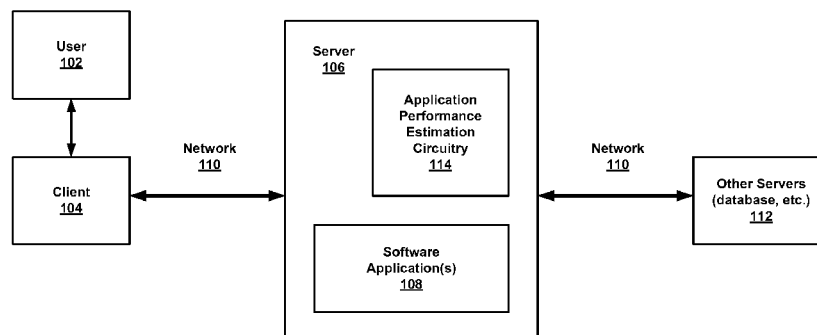 User
102
Client
104
Network
110
Server
106
Application
Performance
Estimation
Circuitry
114
Software
Application(s)
108
Network
110
Other Servers
(database, etc.)
112